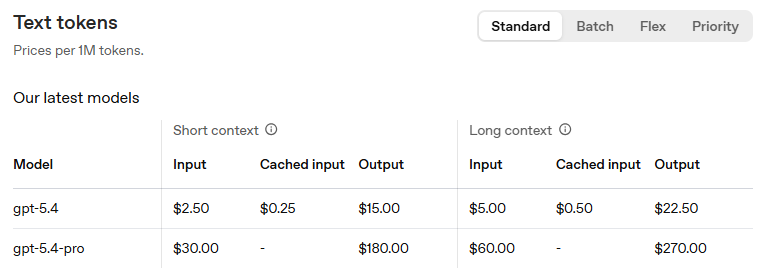 Text tokens
Standard Batch Flex Priority
Prices per 1M tokens.
Our latest models
Short context Long context
Model Input Cached input Output Input Cached input Output
gpt-5.4 $2.50 $0.25 $15.00 $5.00 $0.50 $22.50
gpt-5.4-pro $30.00 - $180.00 $60.00 - $270.00